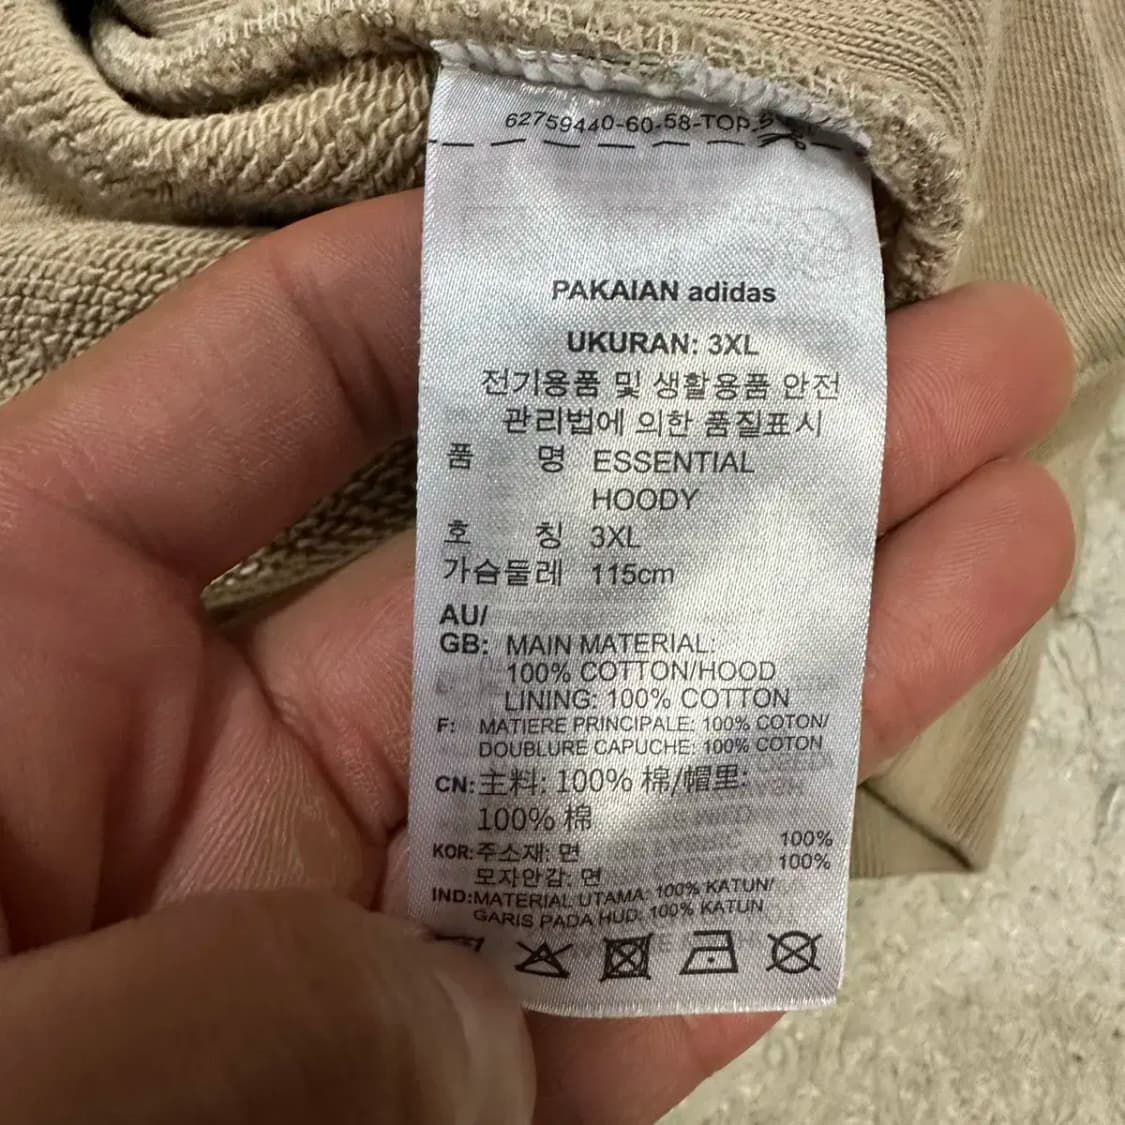 62759440-60-58-TOP
PAKAIAN adidas
UKURAN: 3XL
전기용품 및 생활용품 안전
관리법에 의한 품질표시
품 명 ESSENTIAL
HOODY
호 칭 3XL
가슴둘레 115cm
AU/
GB: MAIN MATERIAL:
100% COTTON/HOOD
LINING: 100% COTTON
F: MATIERE PRINCIPALE: 100% COTON/
DOUBLURE CAPUCHE: 100% COTON
CN: 主料: 100% 棉/帽里:
100% 棉
KOR: 주소재: 면 100%
모자안감: 면 100%
IND: MATERIAL UTAMA: 100% KATUN/
GARIS PADA HUD: 100% KATUN